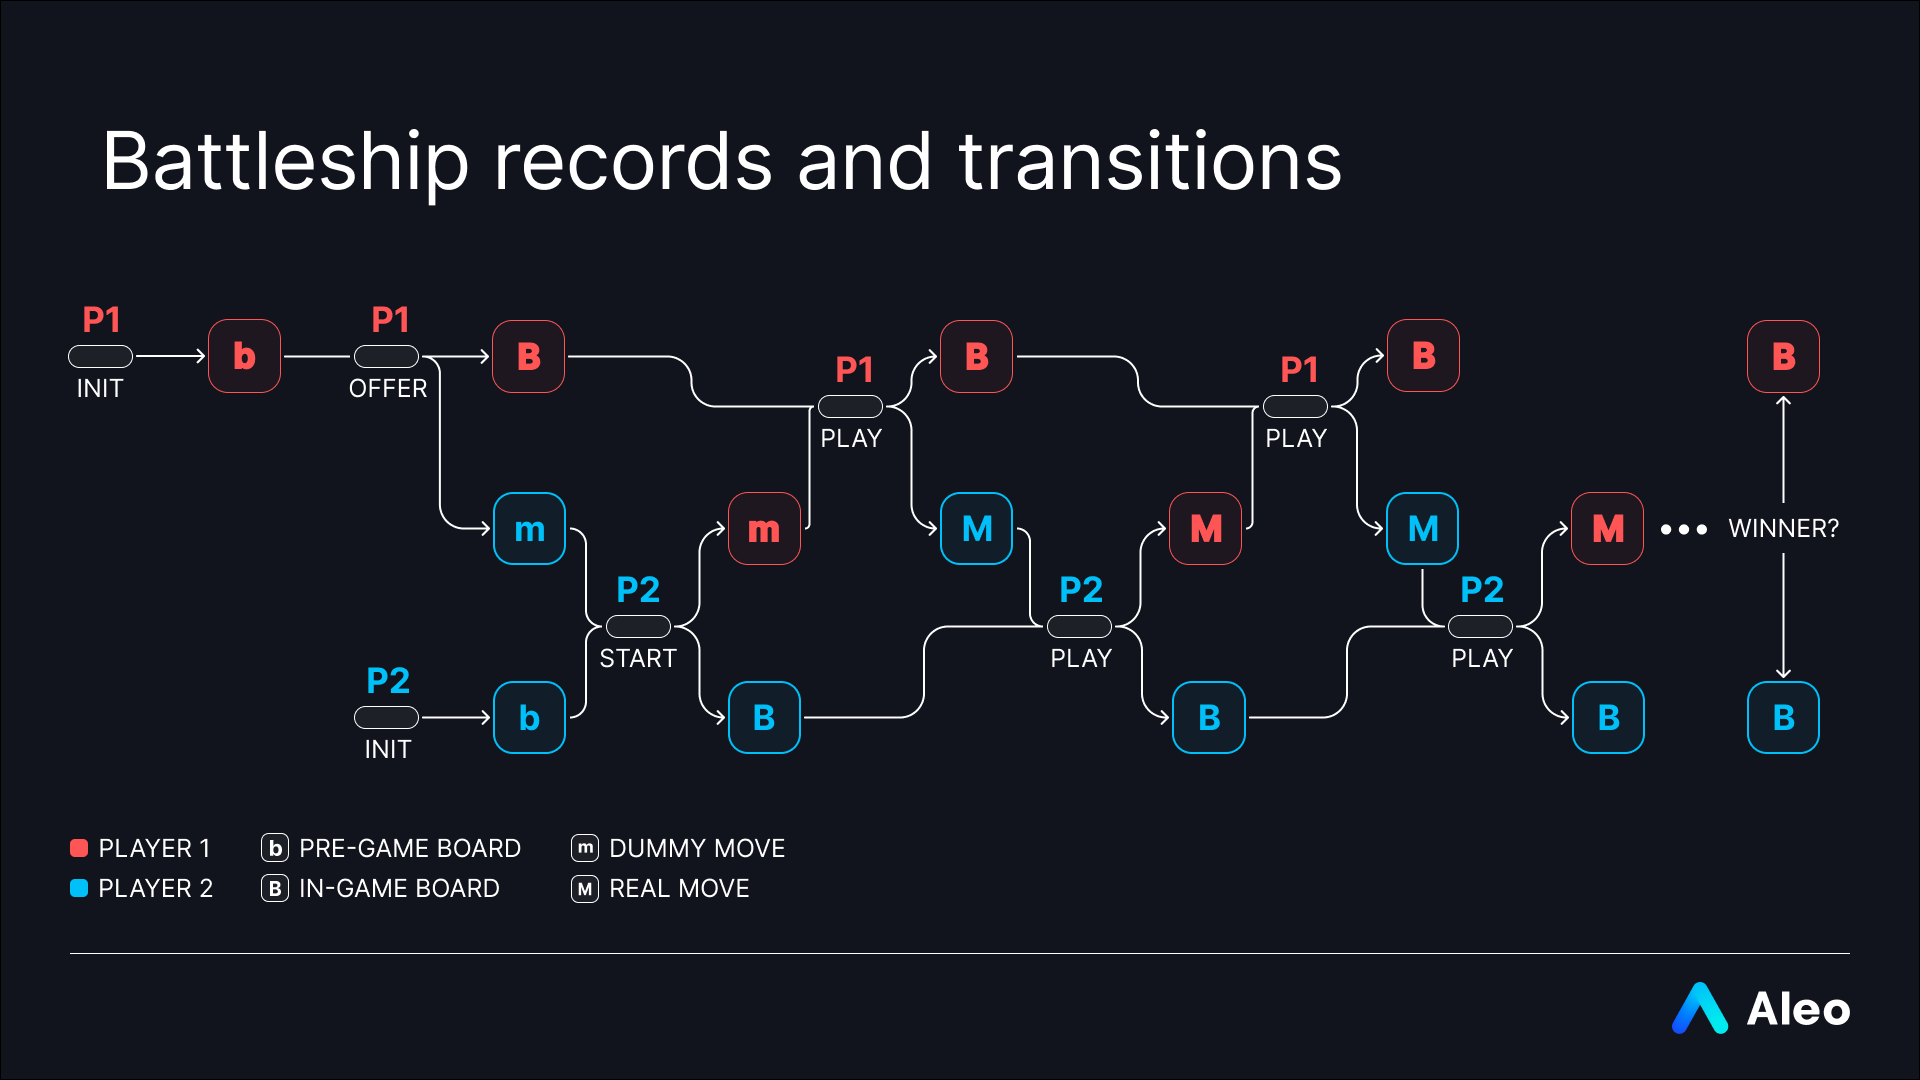 Battleship records and transitions
P1
INIT
b
P1
OFFER
B
P1
PLAY
B
P1
PLAY
B
B
m
m
M
M
M
M
••• WINNER?
P2
START
P2
PLAY
P2
PLAY
P2
INIT
b
B
B
B
B
PLAYER 1
b PRE-GAME BOARD
m DUMMY MOVE
PLAYER 2
B IN-GAME BOARD
M REAL MOVE
Aleo